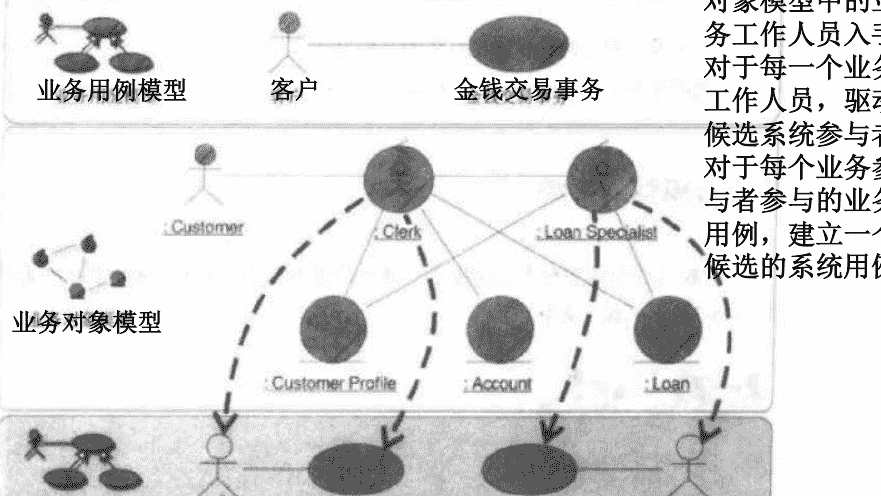 对象模型中的业
务工作人员入手
对于每一个业务
工作人员，驱动
候选系统参与者
对于每个业务参
与者参与的业务
用例，建立一个
候选的系统用例
业务用例模型
客户
金钱交易事务
: Customer
: Clerk
: Loan Specialist
业务对象模型
: Customer Profile
: Account
: Loan